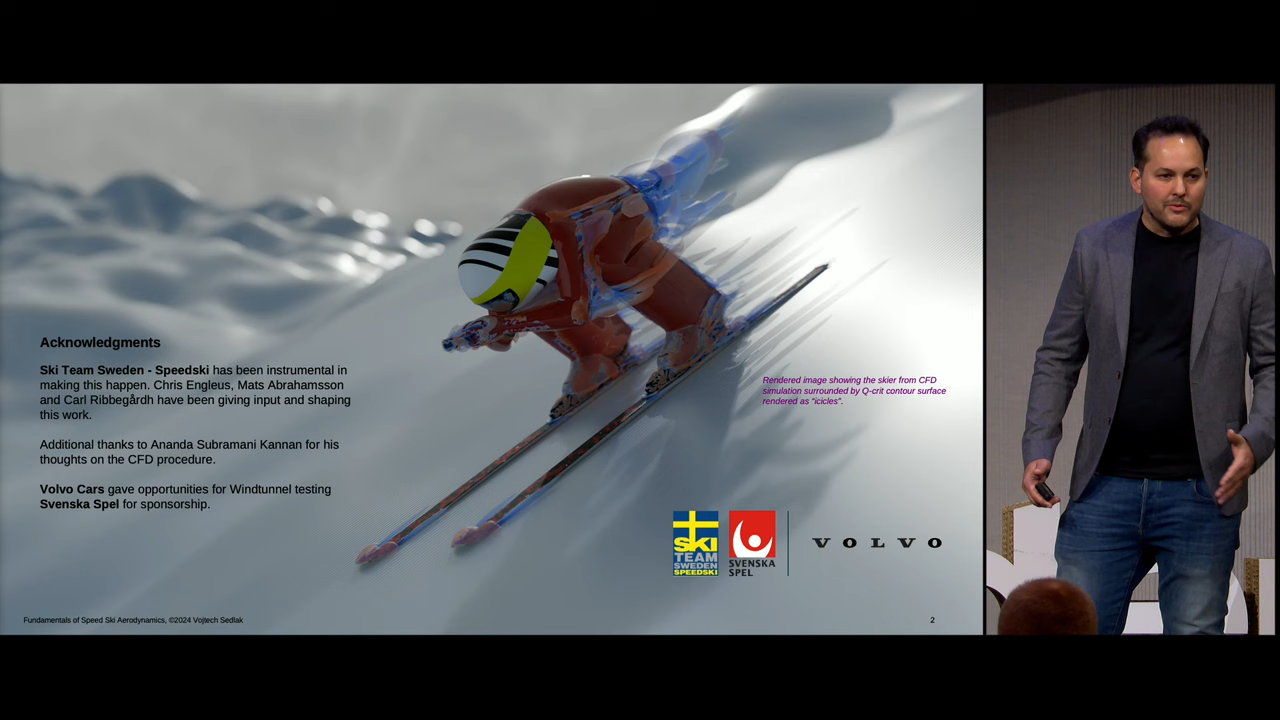 Acknowledgments
Ski Team Sweden - Speedski has been instrumental in
making this happen. Chris Engleus, Mats Abrahamsson
and Carl Ribbegårdh have been giving input and shaping
this work.
Additional thanks to Ananda Subramani Kannan for his
thoughts on the CFD procedure.
Volvo Cars gave opportunities for Windtunnel testing
Svenska Spel for sponsorship.
Rendered image showing the skier from CFD
simulation surrounded by Q-crit contour surface
rendered as "icicles".
SKI
TEAM
SWEDEN
SPEEDSKI
SVENSKA
SPEL
VOLVO
Fundamentals of Speed Ski Aerodynamics, ©2024 Vojtech Sedlak
2